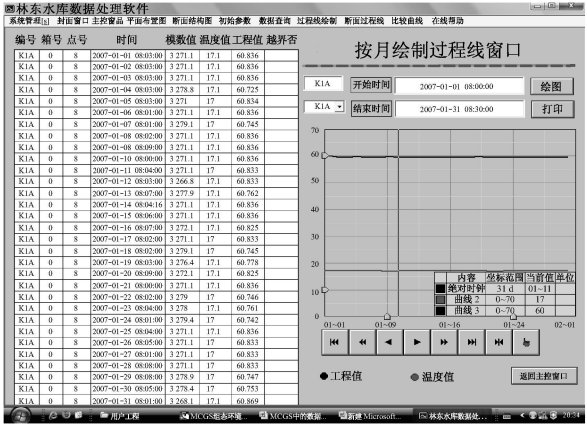 林东水库数据处理软件
系统管理[s] 封面窗口 主控窗品 平面布置图 断面结构图 初始参数 数据查询 过程线绘制 断面过程线 比较曲线 在线帮助
编号 箱号 点号 时间 模数值 温度值 工程值 越界否
K1A 0 8 2007-01-01 08:03:00 3 271.1 17.1 60.836
K1A 0 8 2007-01-02 08:03:00 3 271.1 17.1 60.836
K1A 0 8 2007-01-03 08:03:00 3 271.1 17.1 60.836
K1A 0 8 2007-01-04 08:03:00 3 278.8 17.1 60.725
K1A 0 8 2007-01-05 08:03:00 3 271 17 60.834
K1A 0 8 2007-01-06 08:01:00 3 271.1 17.1 60.836
K1A 0 8 2007-01-07 08:01:00 3 279.1 17 60.745
K1A 0 8 2007-01-08 08:02:00 3 271.1 17.1 60.836
K1A 0 8 2007-01-08 08:09:00 3 271.1 17.1 60.836
K1A 0 8 2007-01-10 08:00:00 3 271.1 17.1 60.836
K1A 0 8 2007-01-11 08:04:00 3 271.1 17 60.833
K1A 0 8 2007-01-12 08:03:00 3 266.8 17.1 60.833
K1A 0 8 2007-01-13 08:07:00 3 277.9 17.1 60.762
K1A 0 8 2007-01-14 08:04:16 3 271.1 17.1 60.836
K1A 0 8 2007-01-15 08:06:00 3 271.1 17.1 60.836
K1A 0 8 2007-01-16 08:07:00 3 272.1 17.1 60.825
K1A 0 8 2007-01-17 08:02:00 3 271.1 17 60.833
K1A 0 8 2007-01-18 08:02:00 3 279.1 17 60.745
K1A 0 8 2007-01-19 08:03:00 3 276.4 17.1 60.778
K1A 0 8 2007-01-20 08:09:00 3 272.1 17.1 60.825
K1A 0 8 2007-01-21 08:00:00 3 271.1 17.1 60.836
K1A 0 8 2007-01-22 08:02:00 3 279 17 60.746
K1A 0 8 2007-01-23 08:04:00 3 278 17.1 60.761
K1A 0 8 2007-01-24 08:01:00 3 279.4 17 60.742
K1A 0 8 2007-01-25 08:04:00 3 271.1 17.1 60.836
K1A 0 8 2007-01-26 08:05:01 3 271.1 17 60.833
K1A 0 8 2007-01-27 08:01:00 3 271.1 17 60.833
K1A 0 8 2007-01-28 08:08:00 3 271.1 17 60.833
K1A 0 8 2007-01-29 08:08:00 3 278.9 17 60.747
K1A 0 8 2007-01-30 08:05:00 3 278.4 17 60.753
K1A 0 8 2007-01-31 08:03:00 3 268.1 17.1 60.869
按月绘制过程线窗口
K1A 开始时间 2007-01-01 08:00:00 绘图
K1A 结束时间 2007-01-31 08:30:00 打印
70
60
50
40
30
20
10
0
内容 坐标范围 当前值 单位
绝对时钟 31 d 01~11
曲线 2 0~70 17
曲线 3 0~70 60
01~01 01~09 01~16 01~24 02~01
工程值 温度值 返回主控窗口
用户工程 MCGS组态环境... MCGS中的数据... 新建 Microsoft... 林东水库数据处... 20:34